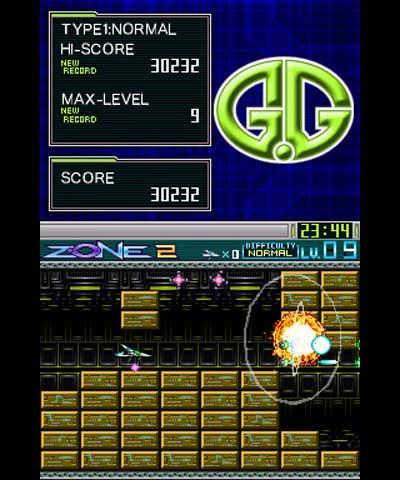 TYPE1:NORMAL
HI-SCORE
NEW
RECORD
30232
MAX-LEVEL
NEW
RECORD
9
G.G
SCORE
30232
23:44
ZONE 2
×0
DIFFICULTY
NORMAL
LV.09